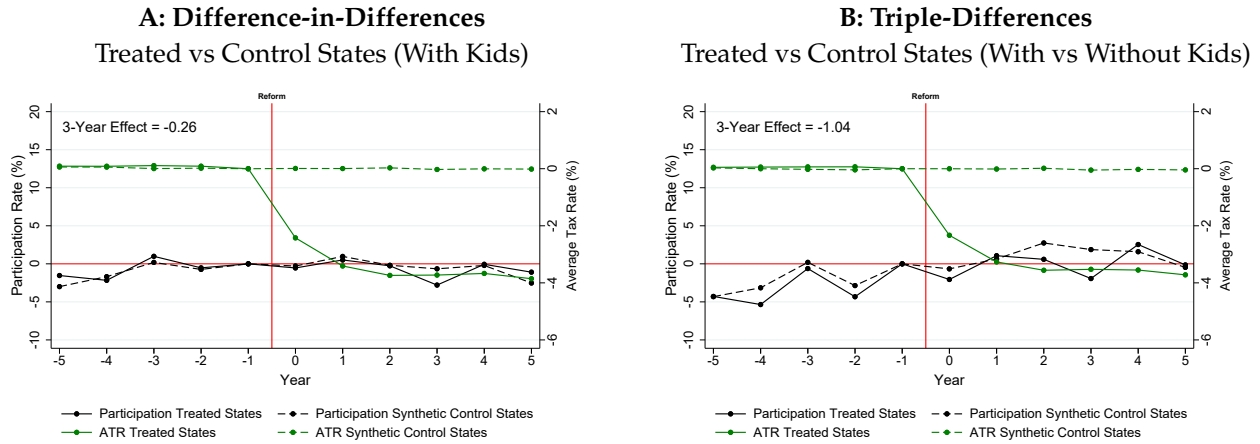 A: Difference-in-Differences
Treated vs Control States (With Kids)
Reform
3-Year Effect = -0.26
Participation Rate (%)
20
15
10
5
0
-5
-10
Average Tax Rate (%)
2
0
-2
-4
-6
-5 -4 -3 -2 -1 0 1 2 3 4 5
Year
Participation Treated States
Participation Synthetic Control States
ATR Treated States
ATR Synthetic Control States
B: Triple-Differences
Treated vs Control States (With vs Without Kids)
Reform
3-Year Effect = -1.04
Participation Rate (%)
20
15
10
5
0
-5
-10
Average Tax Rate (%)
2
0
-2
-4
-6
-5 -4 -3 -2 -1 0 1 2 3 4 5
Year
Participation Treated States
Participation Synthetic Control States
ATR Treated States
ATR Synthetic Control States